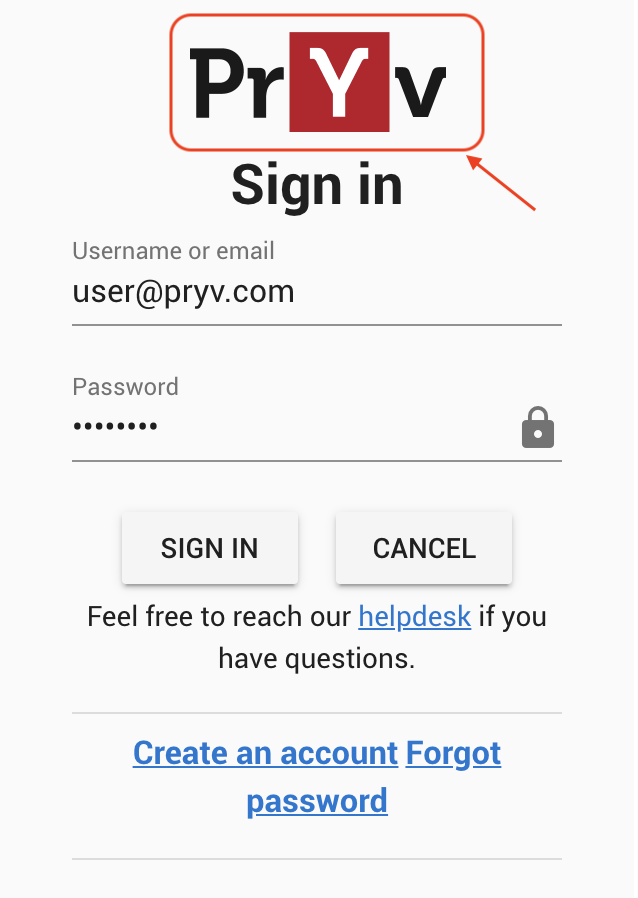 PrYv
Sign in
Username or email
user@pryv.com
Password
••••••••
SIGN IN
CANCEL
Feel free to reach our helpdesk if you
have questions.
Create an account Forgot
password